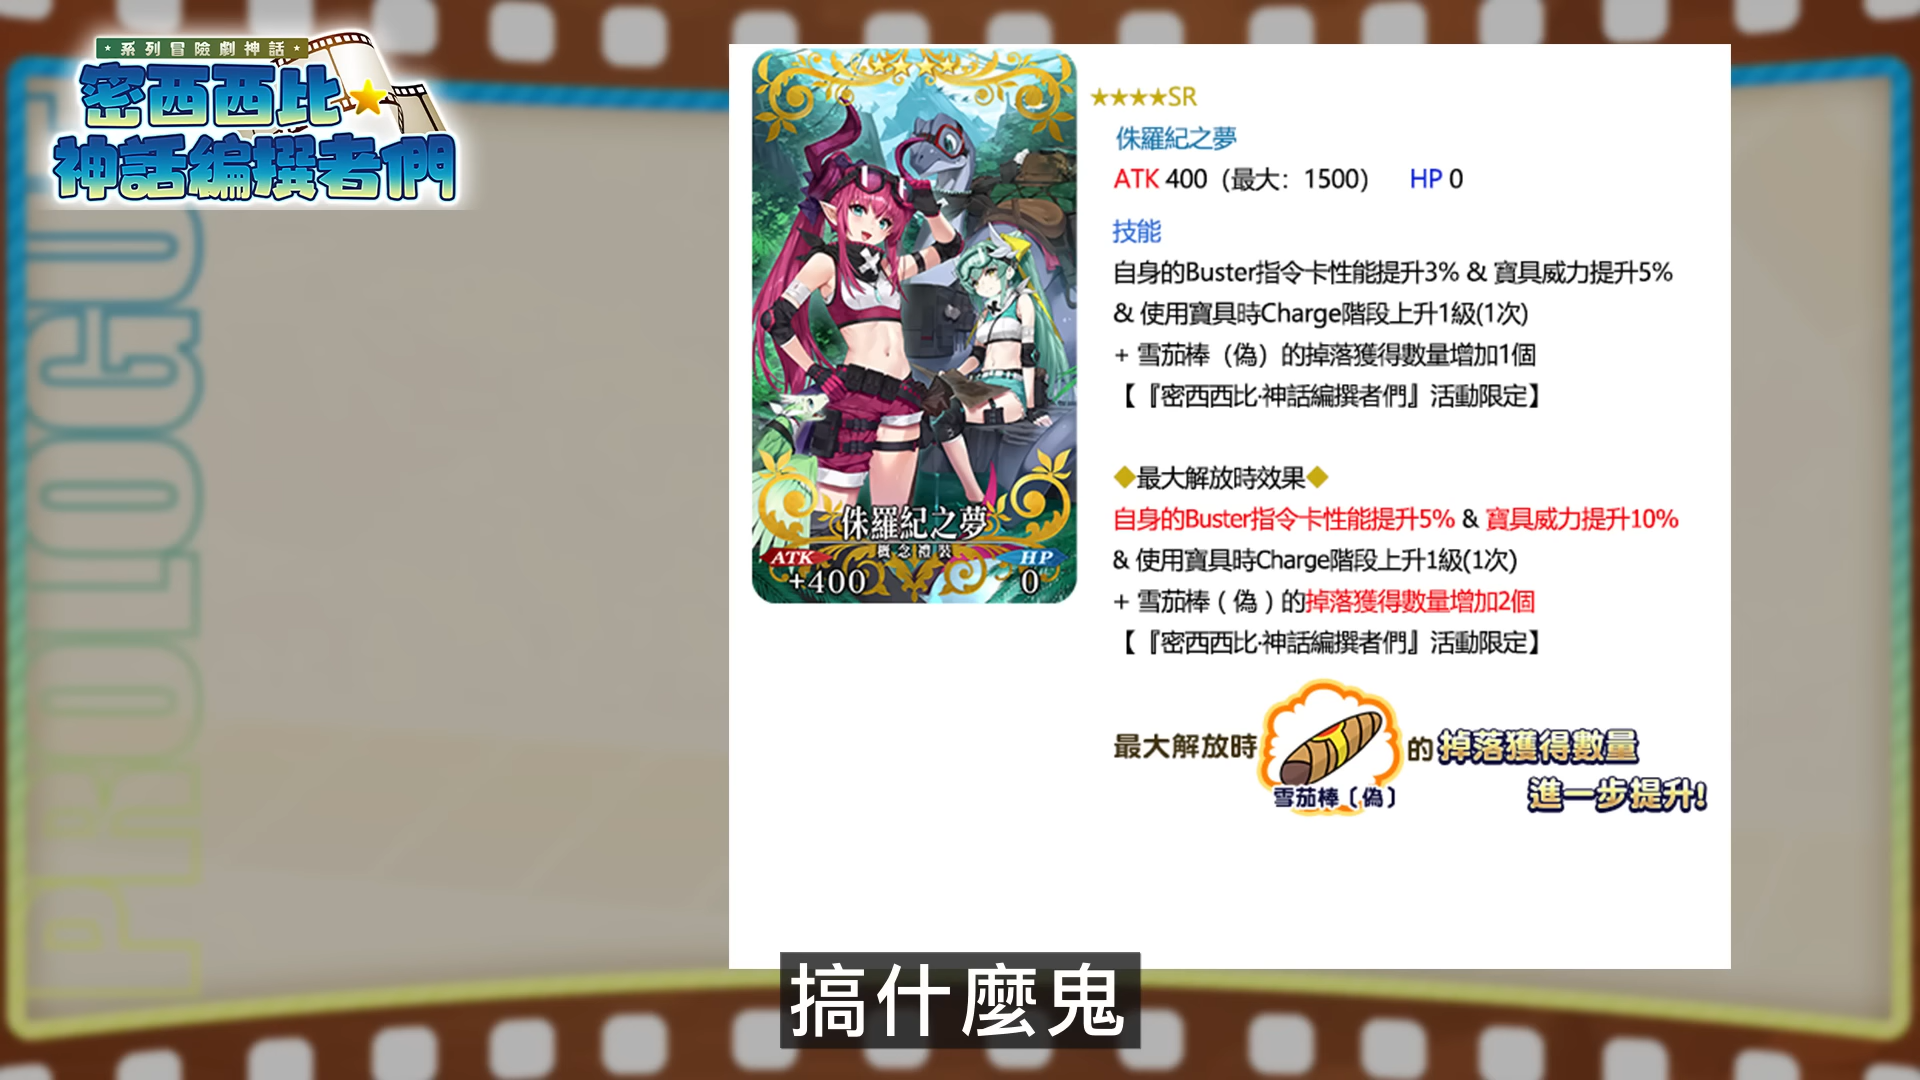 系列冒險劇神話
密西西比
神話編撰者們
PROLOGUE
★★★★SR
侏羅紀之夢
ATK 400（最大：1500） HP 0
技能
自身的Buster指令卡性能提升3% & 寶具威力提升5%
& 使用寶具時Charge階段上升1級(1次)
+ 雪茄棒（偽）的掉落獲得數量增加1個
【『密西西比·神話編撰者們』活動限定】
◆最大解放時效果◆
自身的Buster指令卡性能提升5% & 寶具威力提升10%
& 使用寶具時Charge階段上升1級(1次)
+ 雪茄棒（偽）的掉落獲得數量增加2個
【『密西西比·神話編撰者們』活動限定】
侏羅紀之夢
概念禮裝
ATK HP
+400 0
最大解放時 的 掉落獲得數量
雪茄棒〔偽〕 進一步提升!
搞什麼鬼